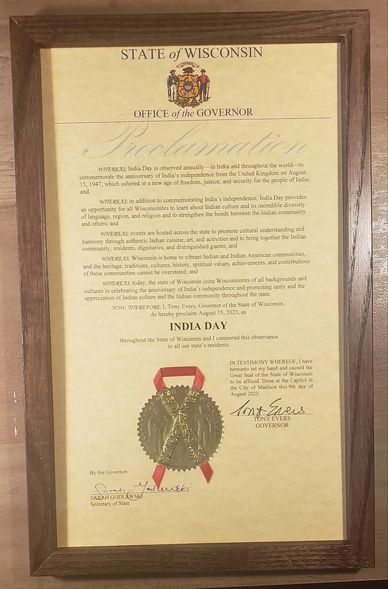 STATE of WISCONSIN
OFFICE of the GOVERNOR
Proclamation
WHEREAS; India Day is observed annually—in India and throughout the world—to
commemorate the anniversary of India's independence from the United Kingdom on August
15, 1947, which ushered in a new age of freedom, justice, and security for the people of India;
and
WHEREAS; in addition to commemorating India's independence, India Day provides
an opportunity for all Wisconsinites to learn about Indian culture and its incredible diversity
of language, region, and religion and to strengthen the bonds between the Indian community
and others; and
WHEREAS; events are hosted across the state to promote cultural understanding and
harmony through authentic Indian cuisine, art, and activities and to bring together the Indian
community, residents, dignitaries, and distinguished guests; and
WHEREAS; Wisconsin is home to vibrant Indian and Indian American communities,
and the heritage, traditions, cultures, history, spiritual values, achievements, and contributions
of these communities cannot be overstated; and
WHEREAS; today, the state of Wisconsin joins Wisconsinites of all backgrounds and
cultures in celebrating the anniversary of India's independence and promoting unity and the
appreciation of Indian culture and the Indian community throughout the state;
NOW, THEREFORE, I, Tony Evers, Governor of the State of Wisconsin,
do hereby proclaim August 15, 2023, as
INDIA DAY
throughout the State of Wisconsin and I commend this observance
to all our state's residents.
IN TESTIMONY WHEREOF, I have
hereunto set my hand and caused the
Great Seal of the State of Wisconsin
to be affixed. Done at the Capitol in
the City of Madison this 9th day of
August 2023.
Tony Evers
TONY EVERS
GOVERNOR
By the Governor:
Sarah Godlewski
SARAH GODLEWSKI
Secretary of State